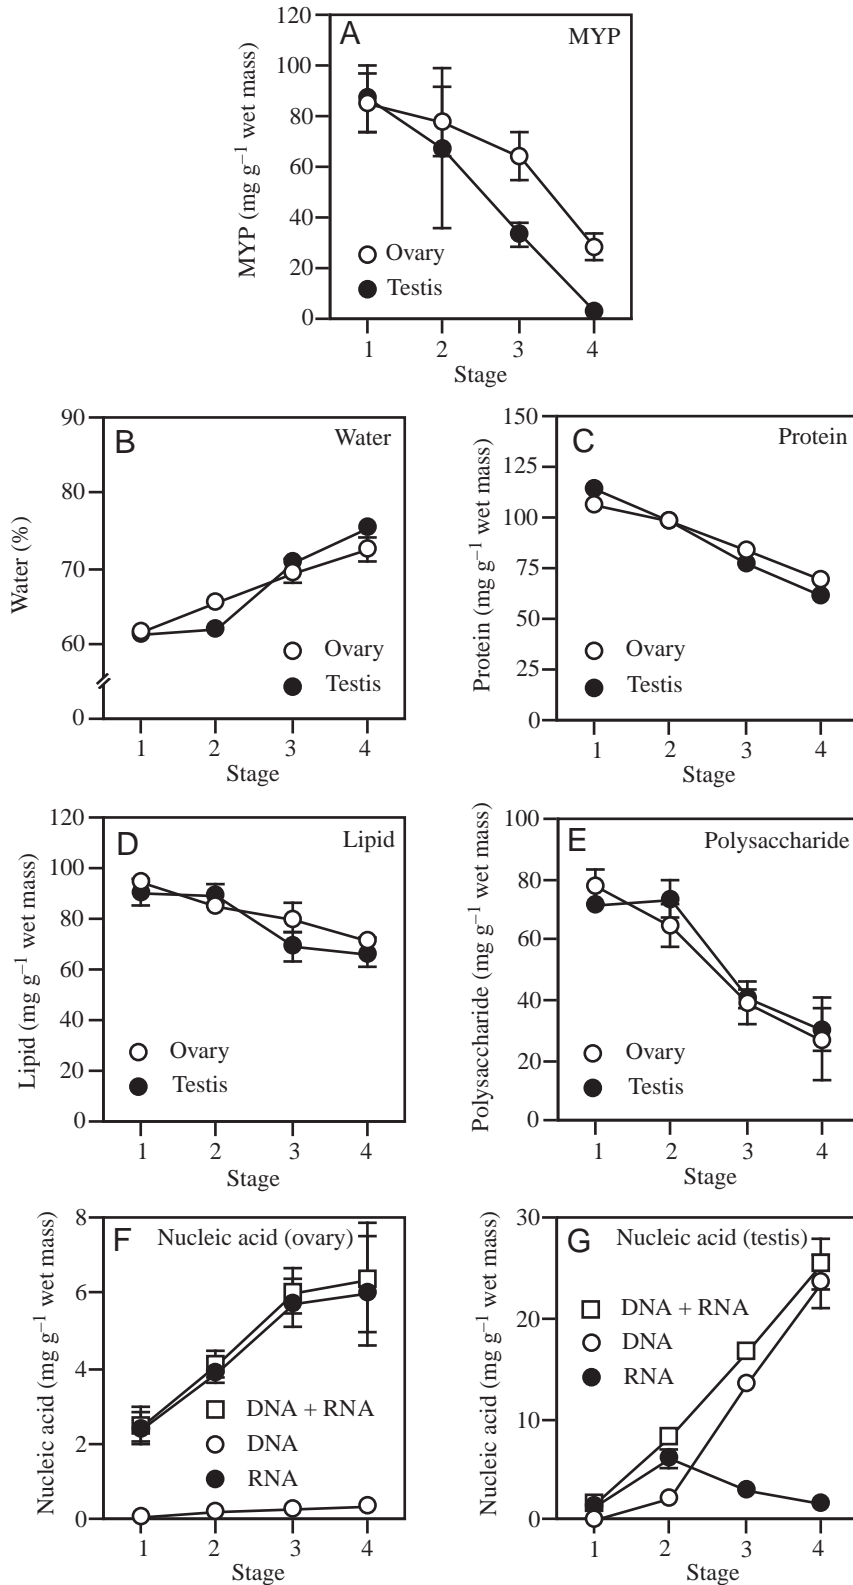 A
MYP
MYP (mg g⁻¹ wet mass)
120
100
80
60
40
20
0
Ovary
Testis
1 2 3 4
Stage
B
Water
Water (%)
90
80
70
60
0
Ovary
Testis
1 2 3 4
Stage
C
Protein
Protein (mg g⁻¹ wet mass)
150
125
100
75
50
25
0
Ovary
Testis
1 2 3 4
Stage
D
Lipid
Lipid (mg g⁻¹ wet mass)
120
100
80
60
40
20
0
Ovary
Testis
1 2 3 4
Stage
E
Polysaccharide
Polysaccharide (mg g⁻¹ wet mass)
100
80
60
40
20
0
Ovary
Testis
1 2 3 4
Stage
F
Nucleic acid (ovary)
Nucleic acid (mg g⁻¹ wet mass)
8
6
4
2
0
DNA + RNA
DNA
RNA
1 2 3 4
Stage
G
Nucleic acid (testis)
Nucleic acid (mg g⁻¹ wet mass)
30
20
10
0
DNA + RNA
DNA
RNA
1 2 3 4
Stage